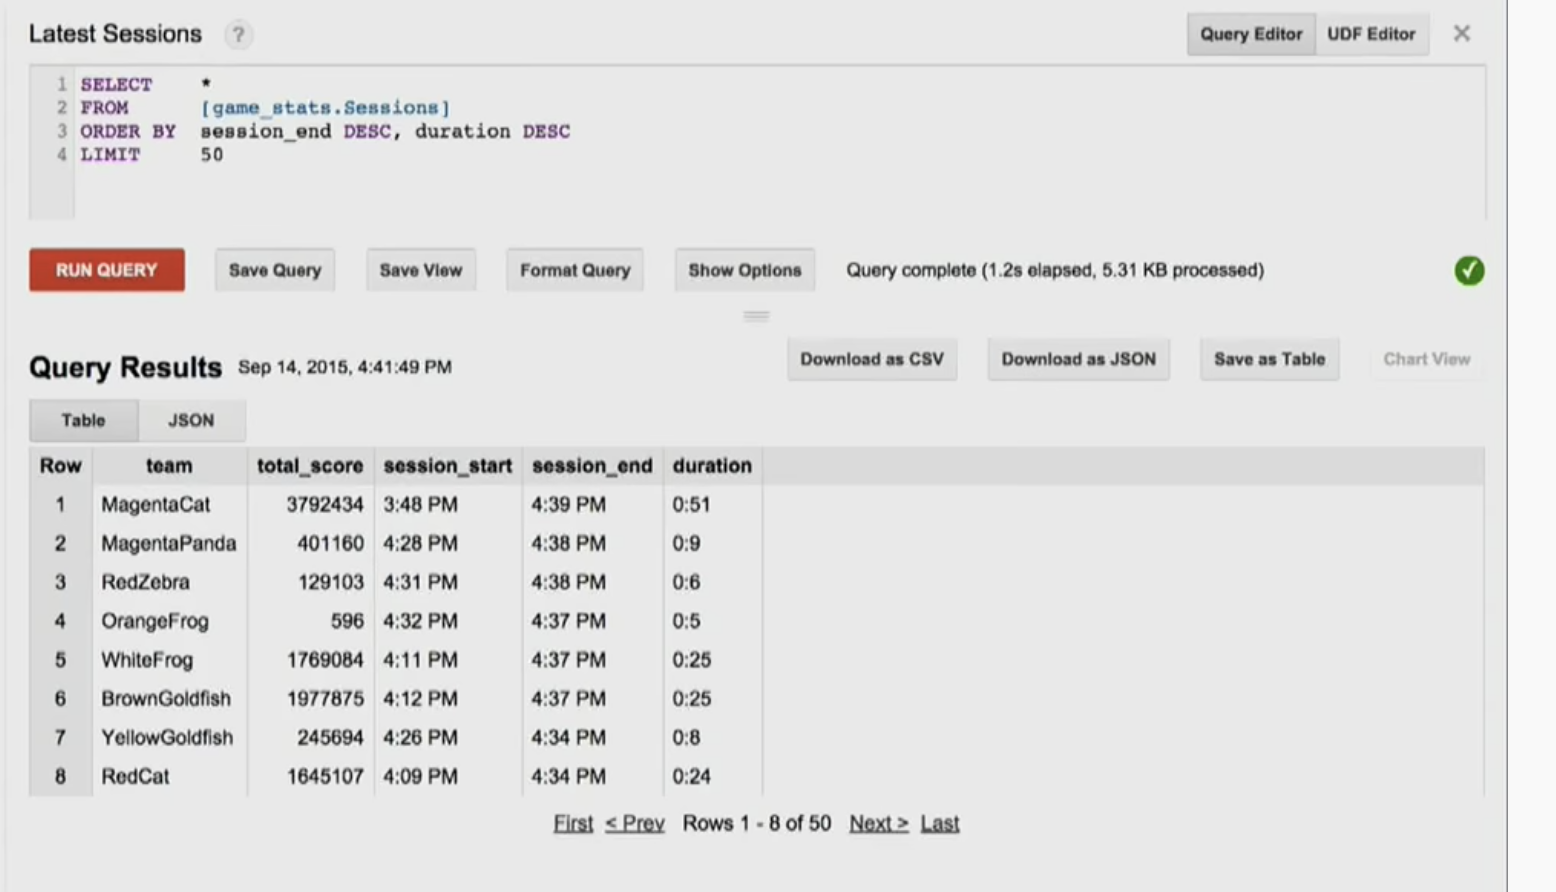 Latest Sessions ?
Query Editor UDF Editor ×
1 SELECT *
2 FROM [game_stats.Sessions]
3 ORDER BY session_end DESC, duration DESC
4 LIMIT 50
RUN QUERY Save Query Save View Format Query Show Options Query complete (1.2s elapsed, 5.31 KB processed)
Query Results Sep 14, 2015, 4:41:49 PM
Download as CSV Download as JSON Save as Table Chart View
Table JSON
Row team total_score session_start session_end duration
1 MagentaCat 3792434 3:48 PM 4:39 PM 0:51
2 MagentaPanda 401160 4:28 PM 4:38 PM 0:9
3 RedZebra 129103 4:31 PM 4:38 PM 0:6
4 OrangeFrog 596 4:32 PM 4:37 PM 0:5
5 WhiteFrog 1769084 4:11 PM 4:37 PM 0:25
6 BrownGoldfish 1977875 4:12 PM 4:37 PM 0:25
7 YellowGoldfish 245694 4:26 PM 4:34 PM 0:8
8 RedCat 1645107 4:09 PM 4:34 PM 0:24
First < Prev Rows 1 - 8 of 50 Next > Last